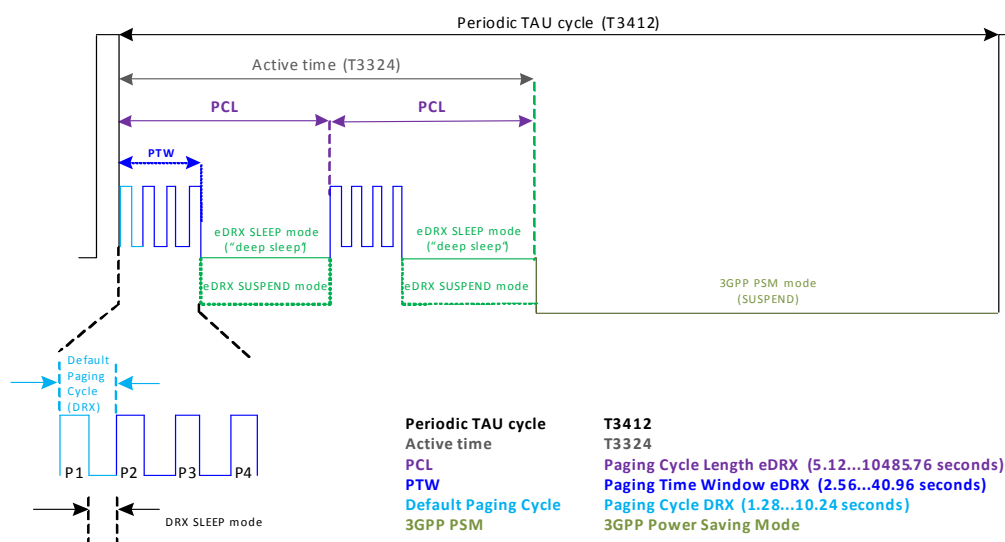 Periodic TAU cycle (T3412)
Active time (T3324)
PCL
PCL
PTW
eDRX SLEEP mode
("deep sleep")
eDRX SLEEP mode
("deep sleep")
eDRX SUSPEND mode
eDRX SUSPEND mode
3GPP PSM mode
(SUSPEND)
Default
Paging
Cycle
(DRX)
P1
P2
P3
P4
DRX SLEEP mode
Periodic TAU cycle T3412
Active time T3324
PCL Paging Cycle Length eDRX (5.12...10485.76 seconds)
PTW Paging Time Window eDRX (2.56...40.96 seconds)
Default Paging Cycle Paging Cycle DRX (1.28...10.24 seconds)
3GPP PSM 3GPP Power Saving Mode